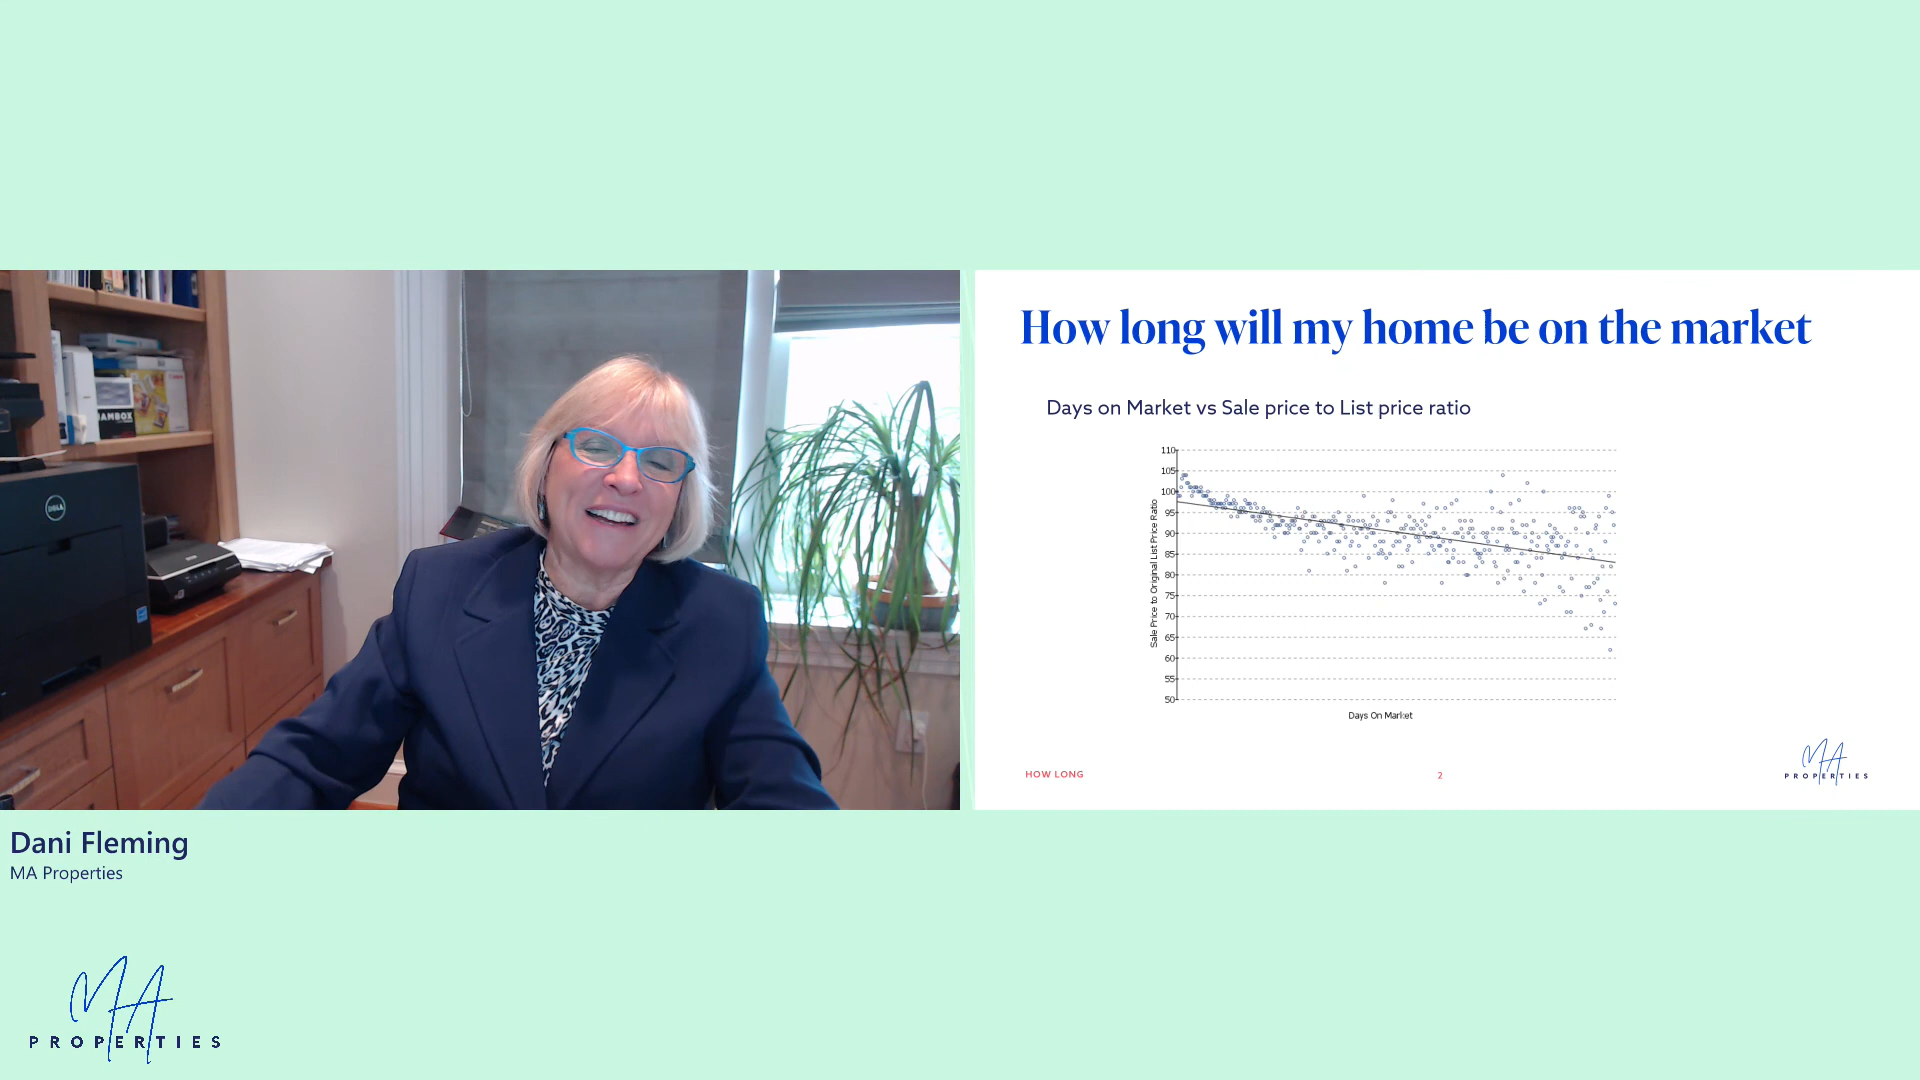 How long will my home be on the market
Days on Market vs Sale price to List price ratio
110
105
100
95
90
85
80
75
70
65
60
55
50
Sale Price to Original List Price Ratio
Days On Market
HOW LONG
2
MA
PROPERTIES
DELL
Dani Fleming
MA Properties
MA
PROPERTIES